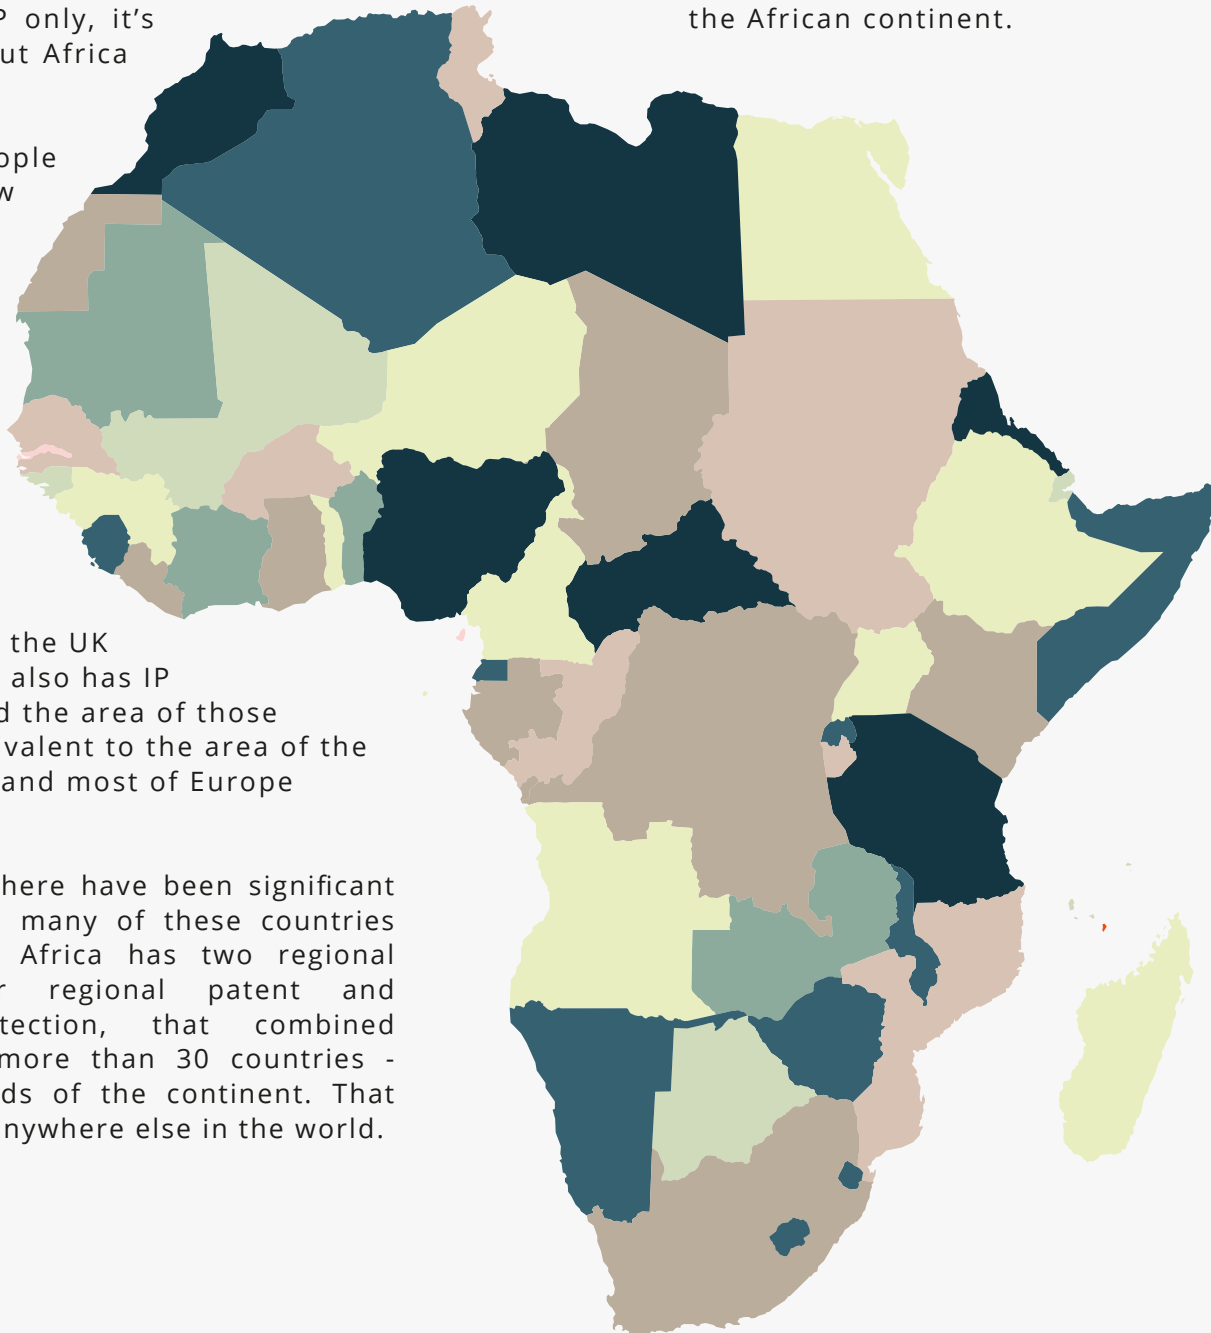 P only, it’s
ut Africa
ople
w
the African continent.
the UK
also has IP
d the area of those
valent to the area of the
and most of Europe
here have been significant
many of these countries
Africa has two regional
r regional patent and
tection, that combined
more than 30 countries -
ds of the continent. That
nywhere else in the world.